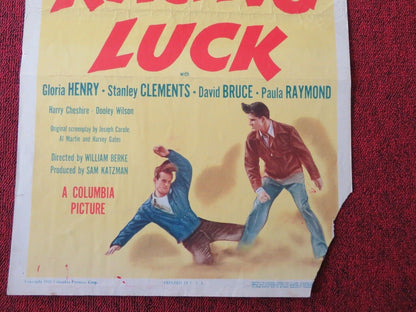 RACING
LUCK
with
Gloria HENRY • Stanley CLEMENTS • David BRUCE • Paula RAYMOND
Harry Cheshire • Dooley Wilson
Original screenplay by Joseph Carole
Al Martin and Harvey Gates
Directed by WILLIAM BERKE
Produced by SAM KATZMAN
A COLUMBIA
PICTURE